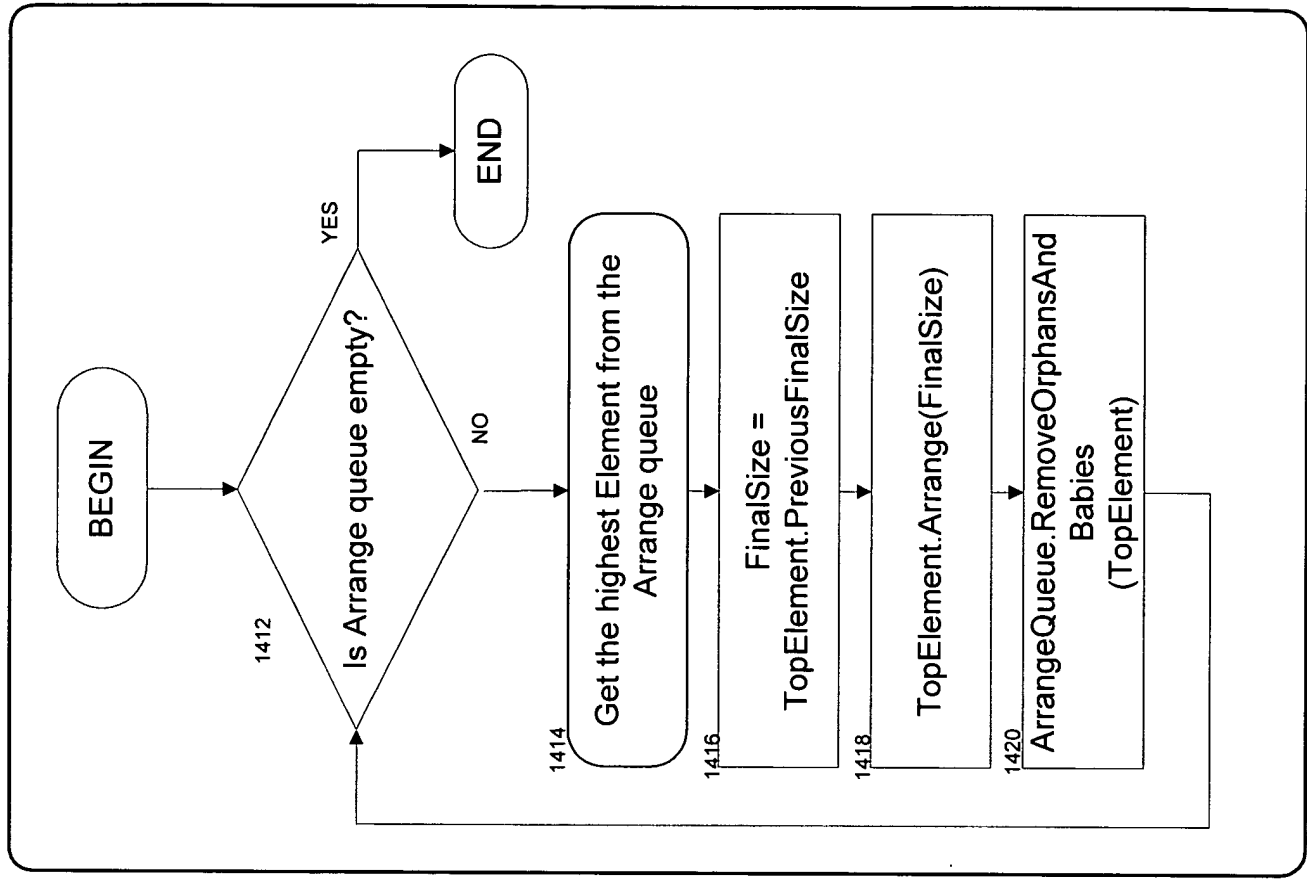 BEGIN
1412
Is Arrange queue empty?
YES
END
NO
1414
Get the highest Element from the
Arrange queue
1416
FinalSize =
TopElement.PreviousFinalSize
1418
TopElement.Arrange(FinalSize)
1420
ArrangeQueue.RemoveOrphansAnd
Babies
(TopElement)